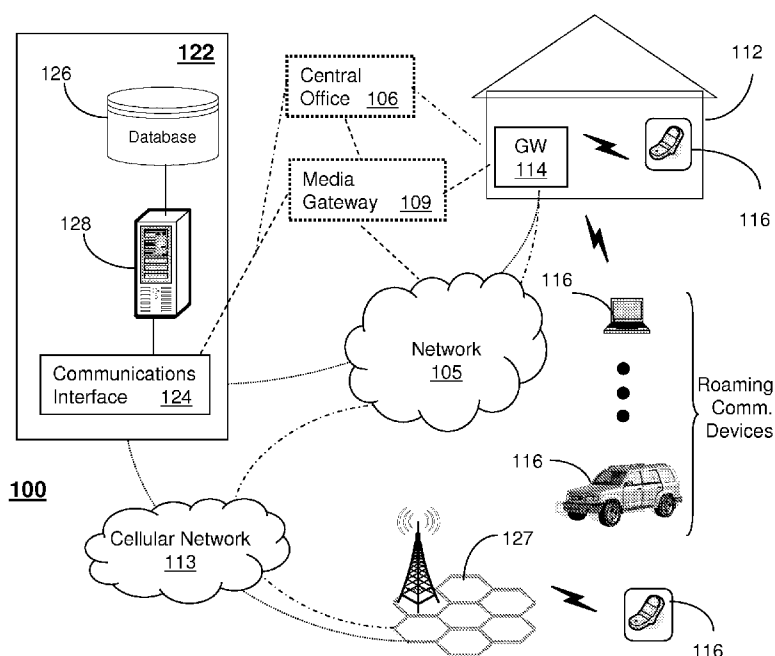 122
126
Database
128
Communications
Interface 124
100
Central
Office 106
Media
Gateway 109
GW
114
112
116
116
Network
105
Roaming
Comm.
Devices
116
Cellular Network
113
127
116